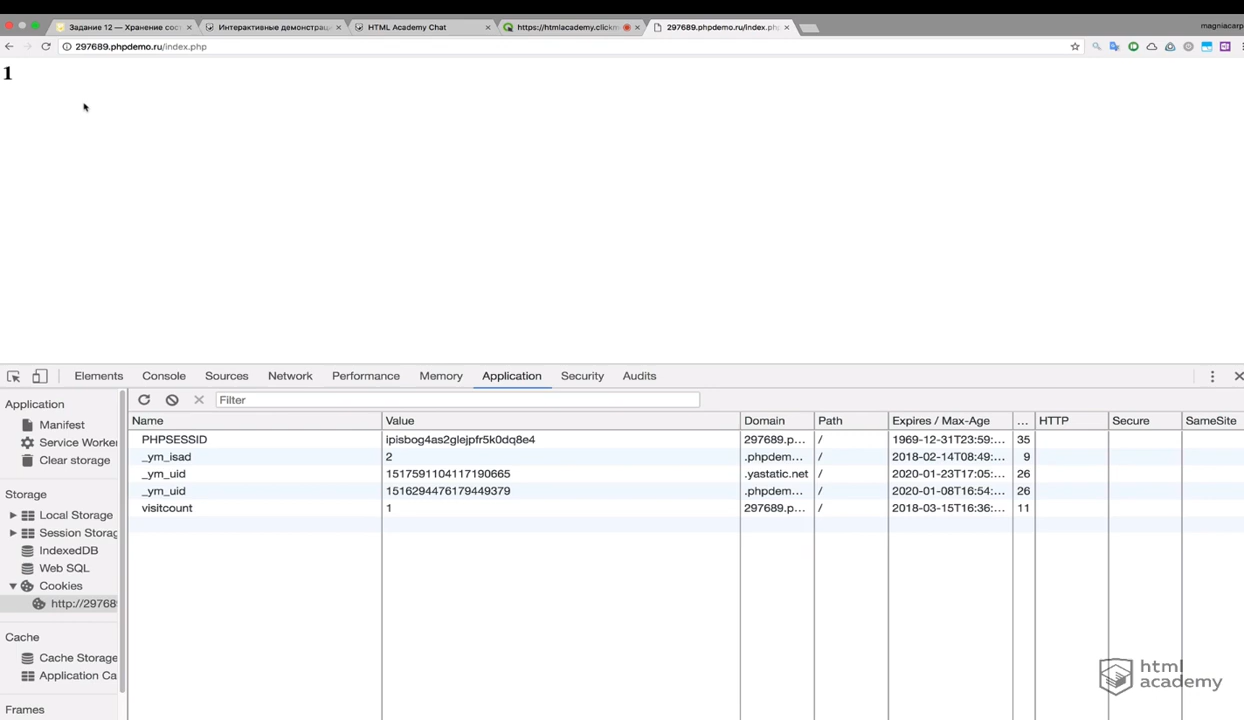 Задание 12 — Хранение сост
Интерактивные демонстрац
HTML Academy Chat
https://htmlacademy.clickm
297689.phpdemo.ru/index.php
magniacarp
297689.phpdemo.ru/index.php
1
Elements Console Sources Network Performance Memory Application Security Audits
Application
Manifest
Service Worke
Clear storage
Storage
Local Storage
Session Storag
IndexedDB
Web SQL
Cookies
http://29768
Cache
Cache Storage
Application Ca
Frames
Filter
Name Value Domain Path Expires / Max-Age ... HTTP Secure SameSite
PHPSESSID ipisbog4as2glejpfr5k0dq8e4 297689.p... / 1969-12-31T23:59:... 35
_ym_isad 2 .phpdem... / 2018-02-14T08:49:... 9
_ym_uid 1517591104117190665 .yastatic.net / 2020-01-23T17:05:... 26
_ym_uid 1516294476179449379 .phpdem... / 2020-01-08T16:54:... 26
visitcount 1 297689.p... / 2018-03-15T16:36:... 11
html
academy